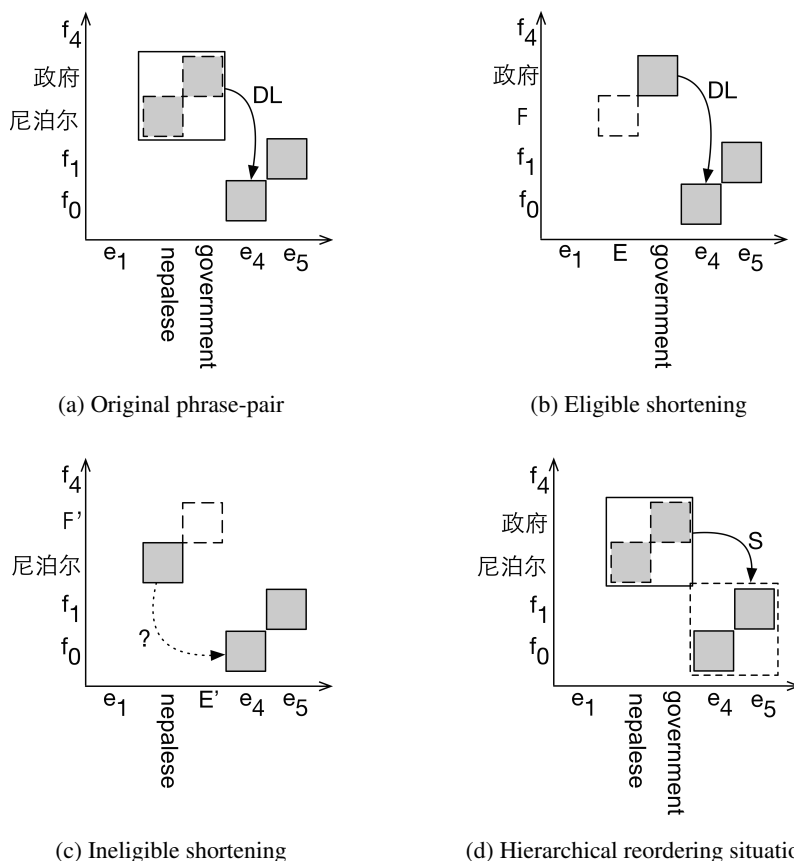 f4
政府
尼泊尔
f1
f0
DL
e1
nepalese
government
e4
e5
(a) Original phrase-pair
f4
政府
F
f1
f0
DL
e1
E
government
e4
e5
(b) Eligible shortening
f4
F'
尼泊尔
f1
f0
?
e1
nepalese
E'
e4
e5
(c) Ineligible shortening
f4
政府
尼泊尔
f1
f0
S
e1
nepalese
government
e4
e5
(d) Hierarchical reordering situatio